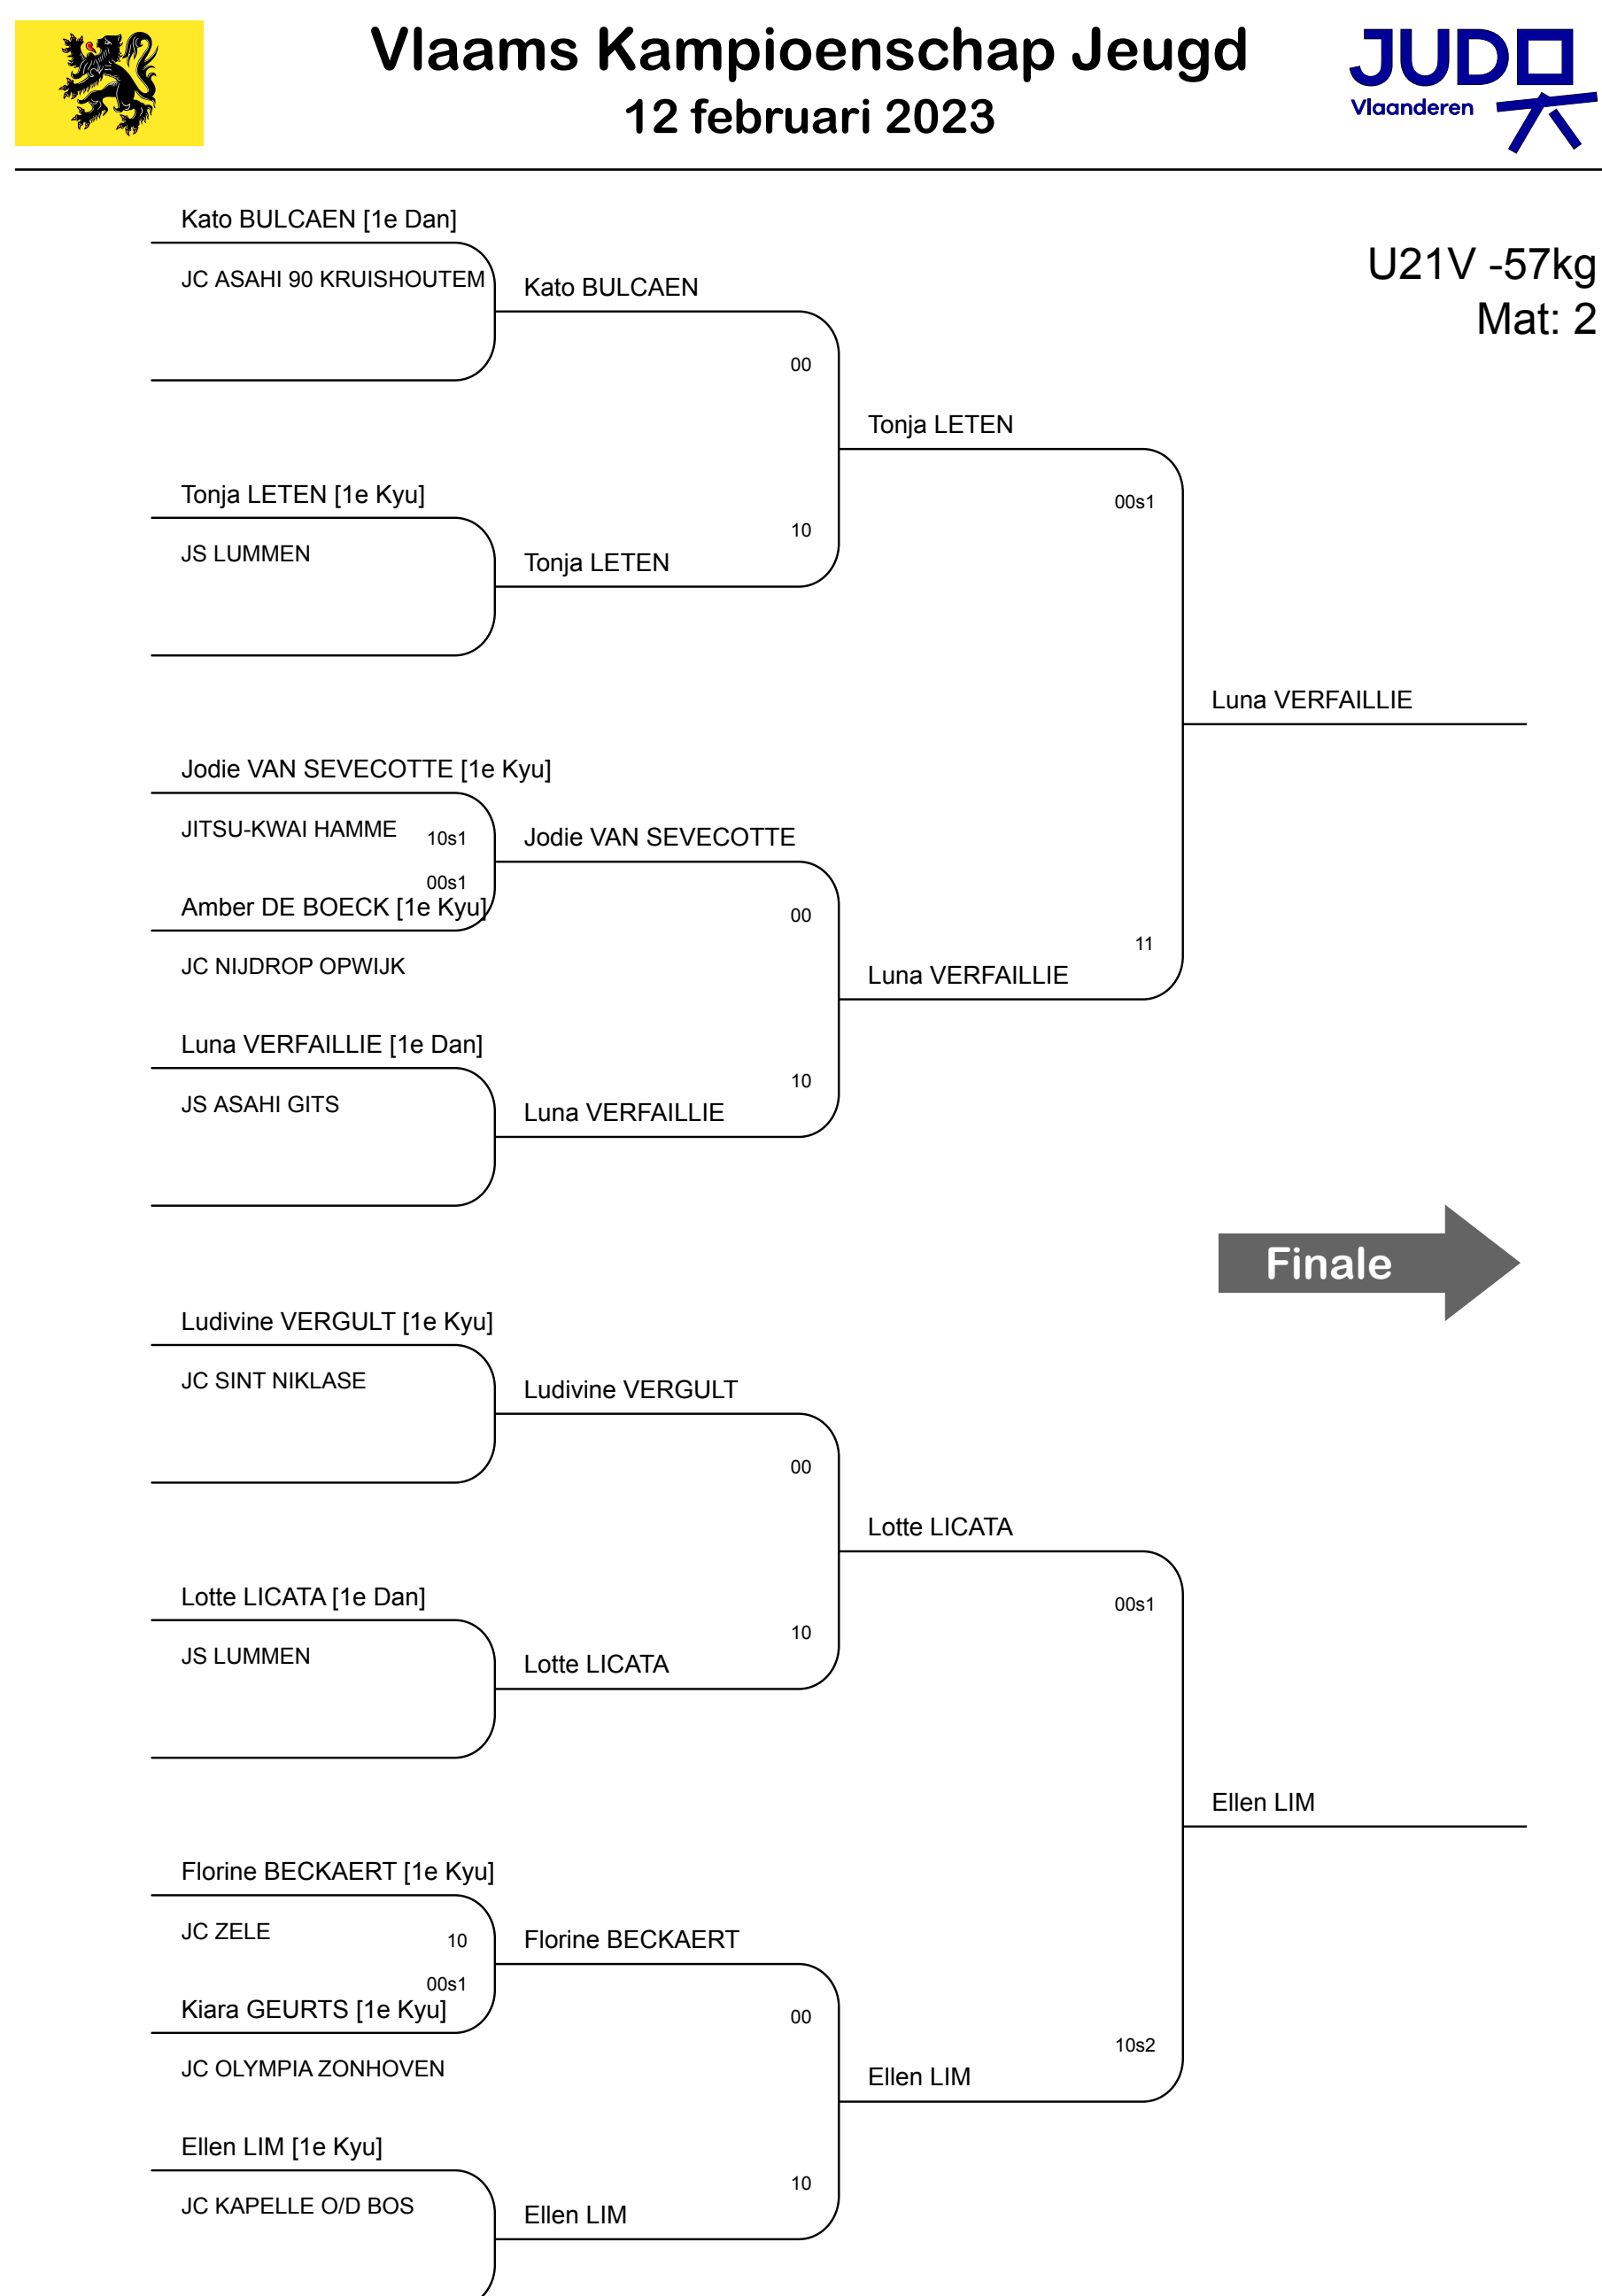 Vlaams Kampioenschap Jeugd
12 februari 2023
JUDO
Vlaanderen
U21V -57kg
Mat: 2
Kato BULCAEN [1e Dan]
JC ASAHI 90 KRUISHOUTEM
Kato BULCAEN
00
Tonja LETEN
00s1
Tonja LETEN [1e Kyu]
JS LUMMEN
10
Tonja LETEN
Luna VERFAILLIE
Jodie VAN SEVECOTTE [1e Kyu]
JITSU-KWAI HAMME
10s1
Jodie VAN SEVECOTTE
00s1
Amber DE BOECK [1e Kyu]
00
JC NIJDROP OPWIJK
11
Luna VERFAILLIE
Luna VERFAILLIE [1e Dan]
JS ASAHI GITS
10
Luna VERFAILLIE
Finale
Ludivine VERGULT [1e Kyu]
JC SINT NIKLASE
Ludivine VERGULT
00
Lotte LICATA
00s1
Lotte LICATA [1e Dan]
JS LUMMEN
10
Lotte LICATA
Ellen LIM
Florine BECKAERT [1e Kyu]
JC ZELE
10
Florine BECKAERT
00s1
Kiara GEURTS [1e Kyu]
00
JC OLYMPIA ZONHOVEN
10s2
Ellen LIM
Ellen LIM [1e Kyu]
JC KAPELLE O/D BOS
10
Ellen LIM